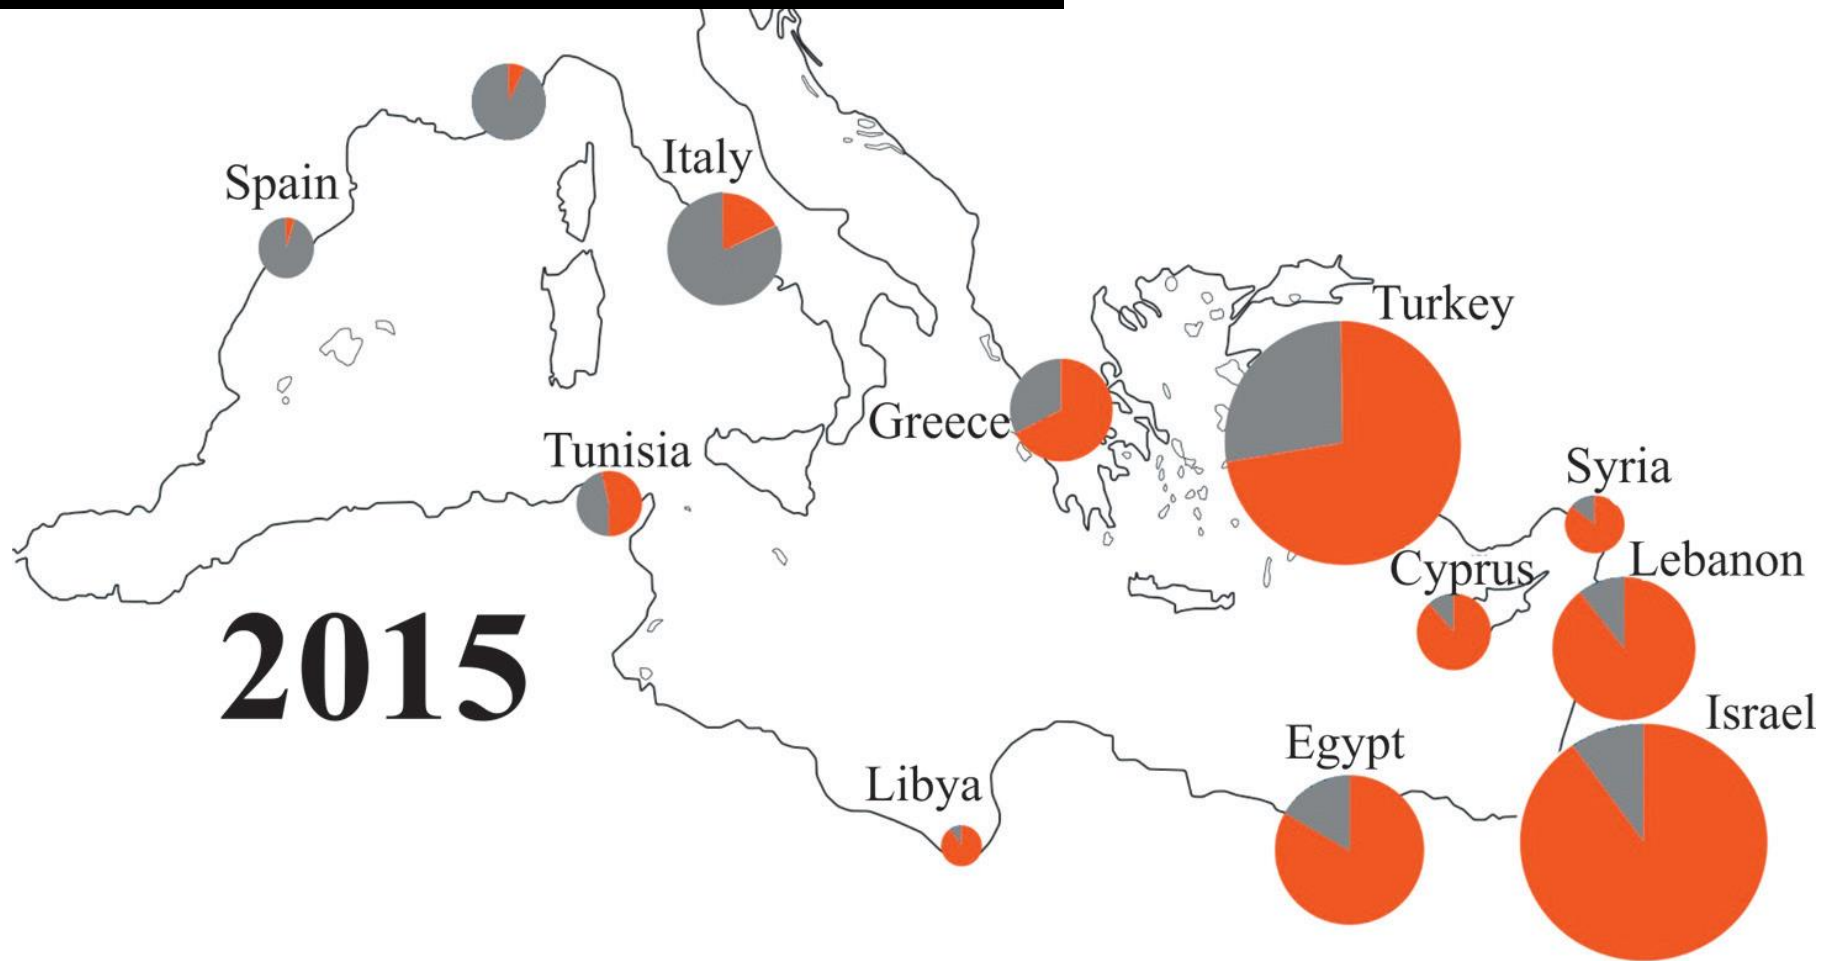 Italy
Spain
Turkey
Greece
Tunisia
Syria
Lebanon
Cyprus
2015
Israel
Egypt
Libya